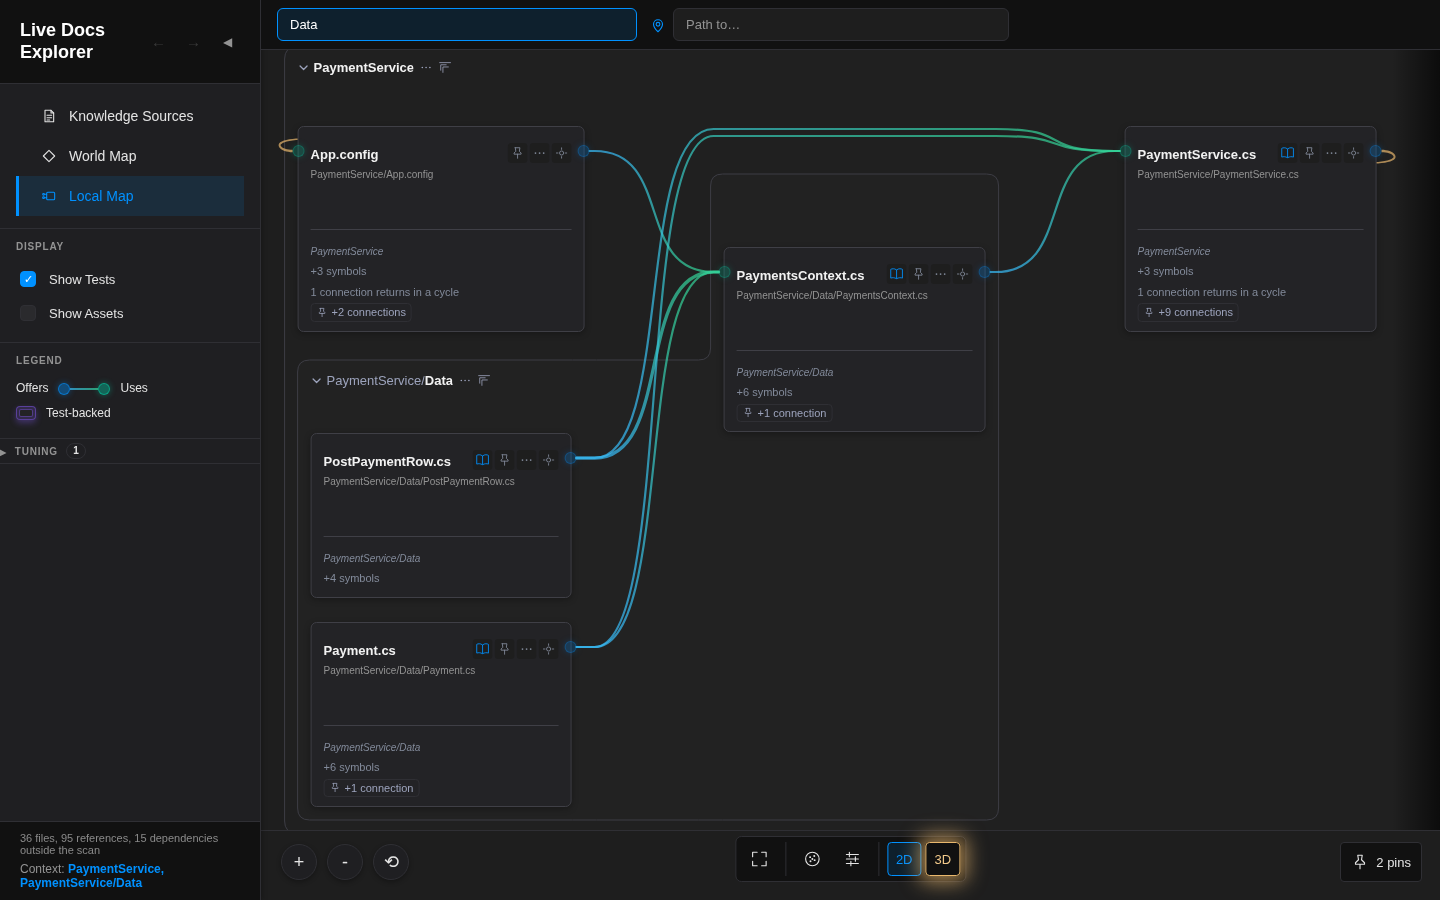 Live Docs
Explorer
← → ◀
Knowledge Sources
World Map
Local Map
DISPLAY
✓ Show Tests
Show Assets
LEGEND
Offers Uses
Test-backed
▶ TUNING 1
36 files, 95 references, 15 dependencies
outside the scan
Context: PaymentService,
PaymentService/Data
Data
Path to…
PaymentService ···
App.config
PaymentService/App.config
PaymentService
+3 symbols
1 connection returns in a cycle
+2 connections
PaymentService.cs
PaymentService/PaymentService.cs
PaymentService
+3 symbols
1 connection returns in a cycle
+9 connections
PaymentsContext.cs
PaymentService/Data/PaymentsContext.cs
PaymentService/Data
+6 symbols
+1 connection
PaymentService/Data ···
PostPaymentRow.cs
PaymentService/Data/PostPaymentRow.cs
PaymentService/Data
+4 symbols
Payment.cs
PaymentService/Data/Payment.cs
PaymentService/Data
+6 symbols
+1 connection
+ - ⟲
2D 3D
2 pins